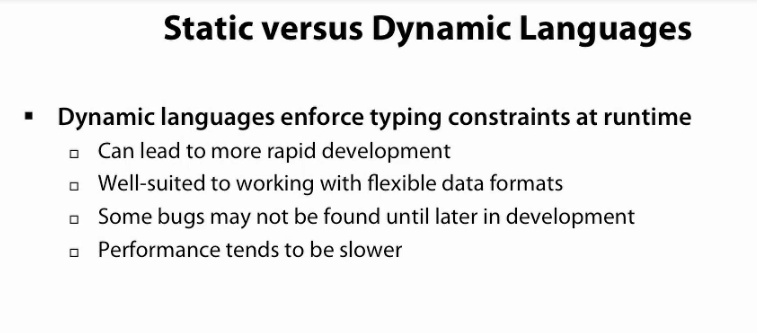 Static versus Dynamic Languages
▪ Dynamic languages enforce typing constraints at runtime
▫ Can lead to more rapid development
▫ Well-suited to working with flexible data formats
▫ Some bugs may not be found until later in development
▫ Performance tends to be slower